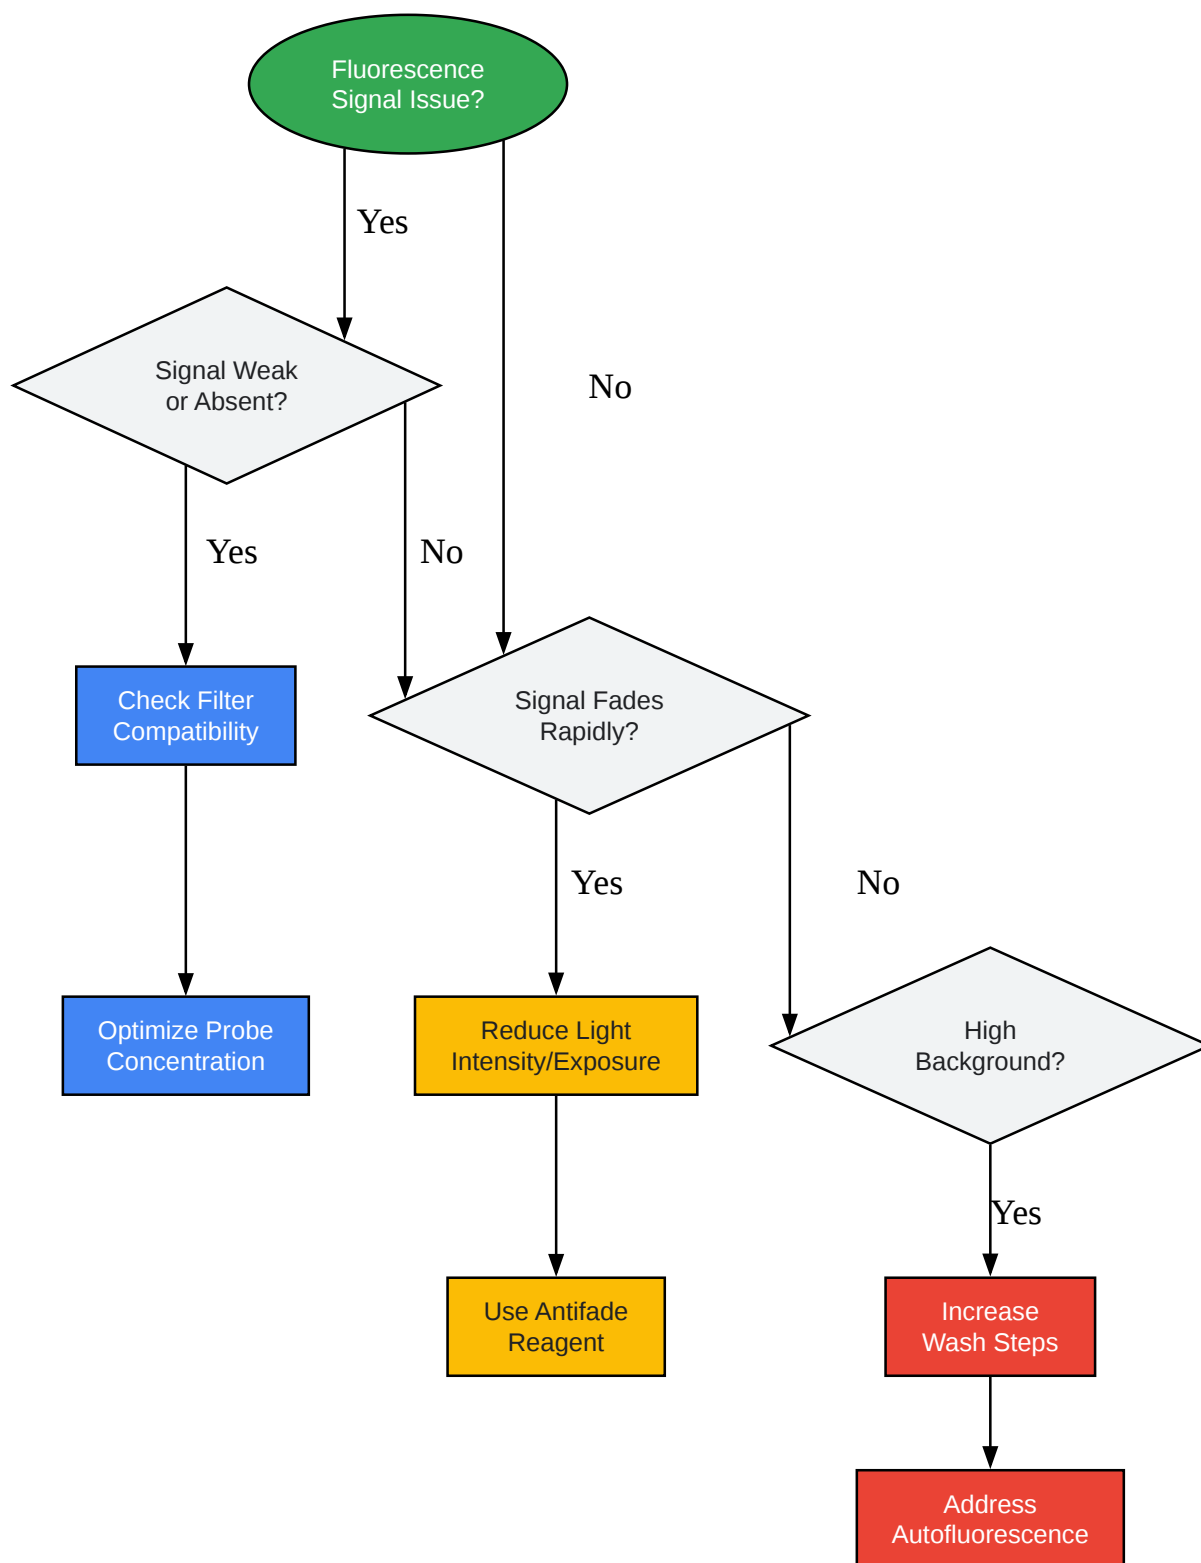 Fluorescence
Signal Issue?
Yes
Signal Weak
or Absent?
No
Yes
No
Check Filter
Compatibility
Signal Fades
Rapidly?
Yes
No
Optimize Probe
Concentration
Reduce Light
Intensity/Exposure
High
Background?
Yes
Use Antifade
Reagent
Increase
Wash Steps
Address
Autofluorescence